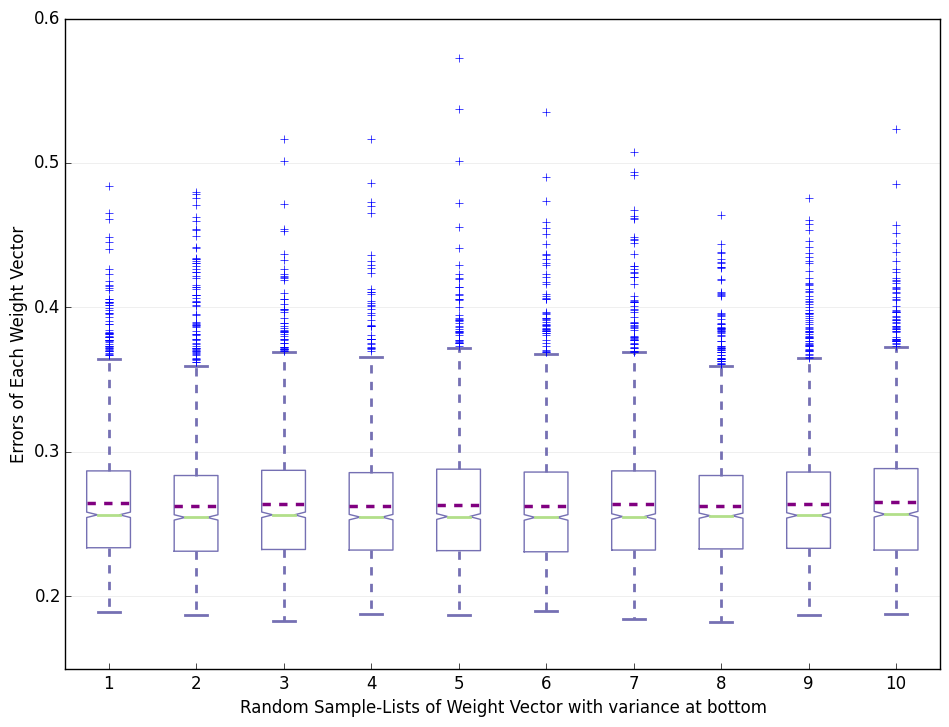 Errors of Each Weight Vector
0.6
0.5
0.4
0.3
0.2
1 2 3 4 5 6 7 8 9 10
Random Sample-Lists of Weight Vector with variance at bottom